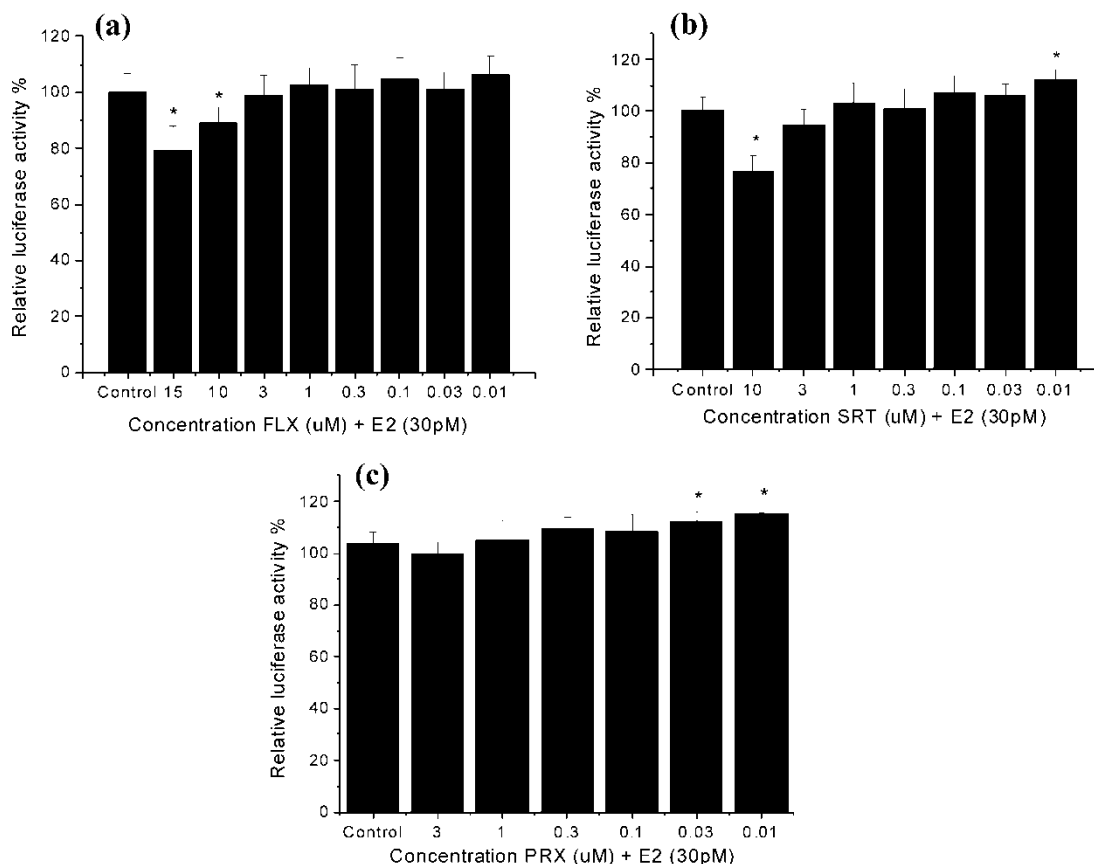 (a)
120
100
80
60
40
20
0
Relative luciferase activity %
* *
Control 15 10 3 1 0.3 0.1 0.03 0.01
Concentration FLX (uM) + E2 (30pM)
(b)
120
100
80
60
40
20
0
Relative luciferase activity %
* *
Control 10 3 1 0.3 0.1 0.03 0.01
Concentration SRT (uM) + E2 (30pM)
(c)
120
100
80
60
40
20
0
Relative luciferase activity %
* *
Control 3 1 0.3 0.1 0.03 0.01
Concentration PRX (uM) + E2 (30pM)